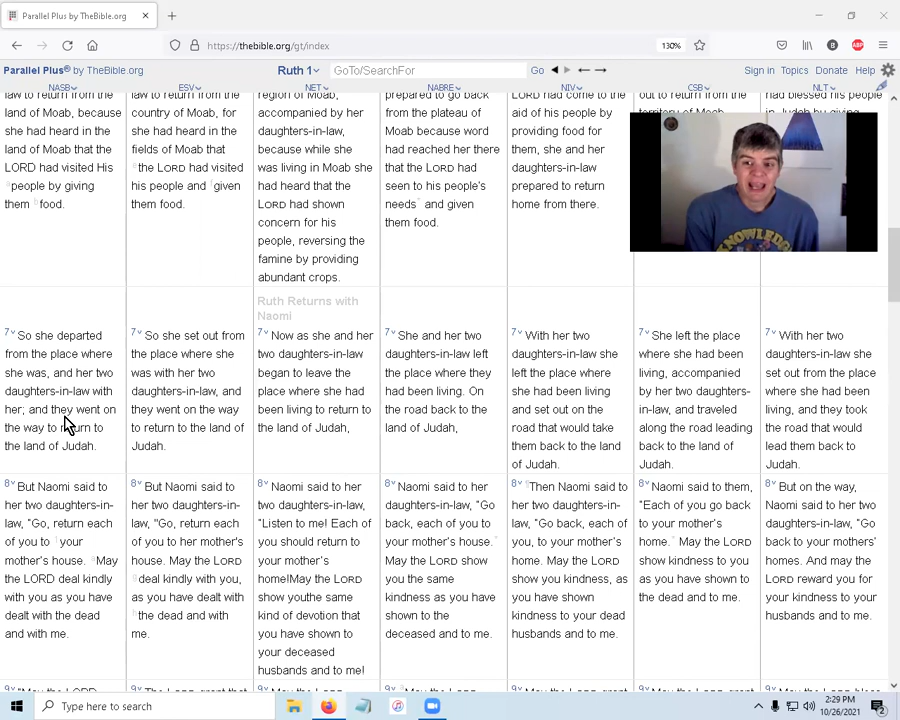 Parallel Plus by TheBible.org
https://thebible.org/gt/index
130%
Parallel Plus® by TheBible.org
Ruth 1
GoTo/SearchFor
Go
Sign in Topics Donate Help
NASB
ESV
NET
NABRE
NIV
CSB
NLT
law to return from the
land of Moab, because
she had heard in the
land of Moab that the
LORD had visited His
people by giving
them food.
law to return from the
country of Moab, for
she had heard in the
fields of Moab that
the LORD had visited
his people and given
them food.
region of Moab,
accompanied by her
daughters-in-law,
because while she
was living in Moab she
had heard that the
LORD had shown
concern for his
people, reversing the
famine by providing
abundant crops.
prepared to go back
from the plateau of
Moab because word
had reached her there
that the LORD had
seen to his people's
needs and given
them food.
LORD had come to the
aid of his people by
providing food for
them, she and her
daughters-in-law
prepared to return
home from there.
had paid attention to
had blessed his people
KNOWLEDGE
Ruth Returns with
Naomi
7 v So she departed
from the place where
she was, and her two
daughters-in-law with
her; and they went on
the way to return to
the land of Judah.
7 v So she set out from
the place where she
was with her two
daughters-in-law, and
they went on the way
to return to the land of
Judah.
7 v Now as she and her
two daughters-in-law
began to leave the
place where she had
been living to return to
the land of Judah,
7 v She and her two
daughters-in-law left
the place where they
had been living. On
the road back to the
land of Judah,
7 v With her two
daughters-in-law she
left the place where
she had been living
and set out on the
road that would take
them back to the land
of Judah.
7 v She left the place
where she had been
living, accompanied
by her two daughters-
in-law, and traveled
along the road leading
back to the land of
Judah.
7 v With her two
daughters-in-law she
set out from the place
where she had been
living, and they took
the road that would
lead them back to
Judah.
8 v But Naomi said to
her two daughters-in-
law, “Go, return each
of you to your
mother's house. May
the LORD deal kindly
with you as you have
dealt with the dead
and with me.
8 v But Naomi said to
her two daughters-in-
law, "Go, return each
of you to her mother's
house. May the LORD
deal kindly with you,
as you have dealt with
the dead and with
me.
8 v Naomi said to her
two daughters-in-law,
“Listen to me! Each of
you should return to
your mother's
home!May the LORD
show youthe same
kind of devotion that
you have shown to
your deceased
husbands and to me!
8 v Naomi said to her
daughters-in-law, “Go
back, each of you to
your mother's house.
May the LORD show
you the same
kindness as you have
shown to the
deceased and to me.
8 v Then Naomi said to
her two daughters-in-
law, “Go back, each of
you, to your mother's
home. May the LORD
show you kindness, as
you have shown
kindness to your dead
husbands and to me.
8 v Naomi said to them,
“Each of you go back
to your mother's
home. May the LORD
show kindness to you
as you have shown to
the dead and to me.
8 v But on the way,
Naomi said to her two
daughters-in-law, “Go
back to your mothers'
homes. And may the
LORD reward you for
your kindness to your
husbands and to me.
Type here to search
2:29 PM
10/26/2021